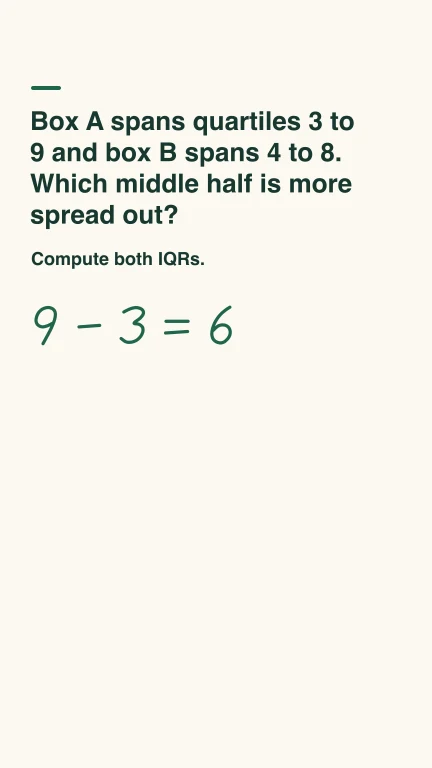 Box A spans quartiles 3 to
9 and box B spans 4 to 8.
Which middle half is more
spread out?
Compute both IQRs.
9 − 3 = 6